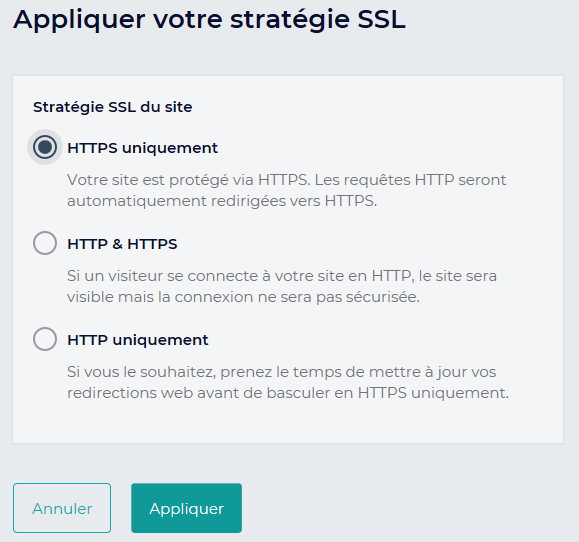 Appliquer votre stratégie SSL
Stratégie SSL du site
HTTPS uniquement
Votre site est protégé via HTTPS. Les requêtes HTTP seront
automatiquement redirigées vers HTTPS.
HTTP & HTTPS
Si un visiteur se connecte à votre site en HTTP, le site sera
visible mais la connexion ne sera pas sécurisée.
HTTP uniquement
Si vous le souhaitez, prenez le temps de mettre à jour vos
redirections web avant de basculer en HTTPS uniquement.
Annuler
Appliquer